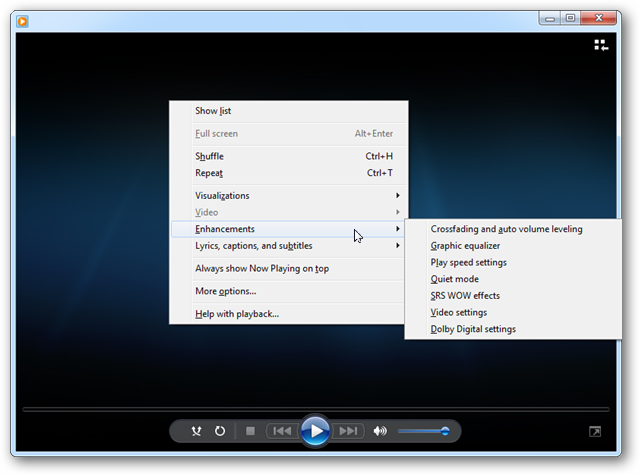 Show list
Full screen Alt+Enter
Shuffle Ctrl+H
Repeat Ctrl+T
Visualizations
Video
Enhancements
Lyrics, captions, and subtitles
Always show Now Playing on top
More options...
Help with playback...
Crossfading and auto volume leveling
Graphic equalizer
Play speed settings
Quiet mode
SRS WOW effects
Video settings
Dolby Digital settings